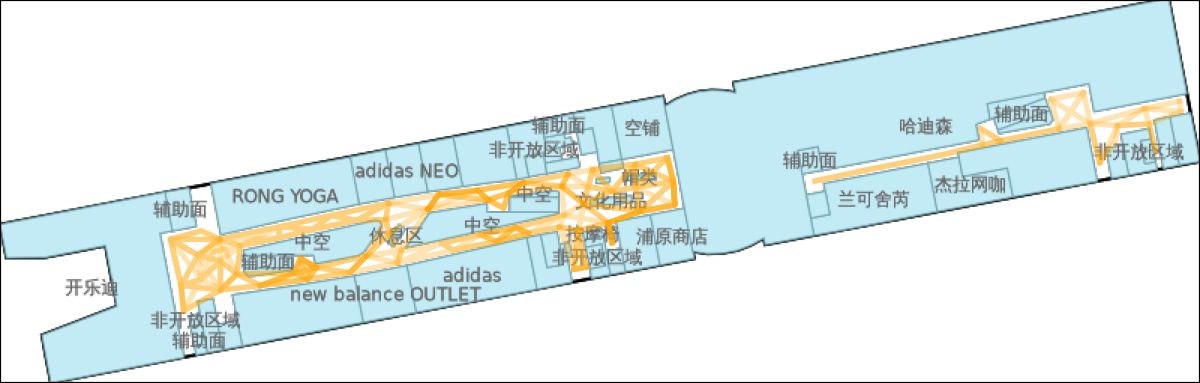 辅助面
空铺
非开放区域
adidas NEO
RONG YOGA
辅助面
中空
帽类
文化用品
中空
中空
休息区
按摩椅
浦原商店
辅助面
非开放区域
adidas
new balance OUTLET
开乐迪
非开放区域
辅助面
辅助面
哈迪森
非开放区域
辅助面
杰拉网咖
兰可舍芮